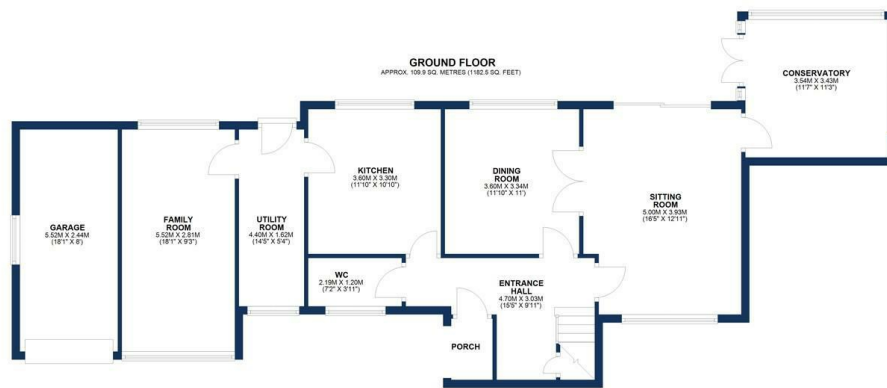 GROUND FLOOR
APPROX. 109.9 SQ. METRES (1182.5 SQ. FEET)
CONSERVATORY
3.54M X 3.43M
(11'7" X 11'3")
KITCHEN
3.60M X 3.30M
(11'10" X 10'10")
DINING
ROOM
3.60M X 3.34M
(11'10" X 11')
SITTING
ROOM
5.00M X 3.93M
(16'5" X 12'11")
GARAGE
5.52M X 2.44M
(18'1" X 8')
FAMILY
ROOM
5.52M X 2.81M
(18'1" X 9'3")
UTILITY
ROOM
4.40M X 1.62M
(14'5" X 5'4")
WC
2.19M X 1.20M
(7'2" X 3'11")
ENTRANCE
HALL
4.70M X 3.03M
(15'5" X 9'11")
PORCH